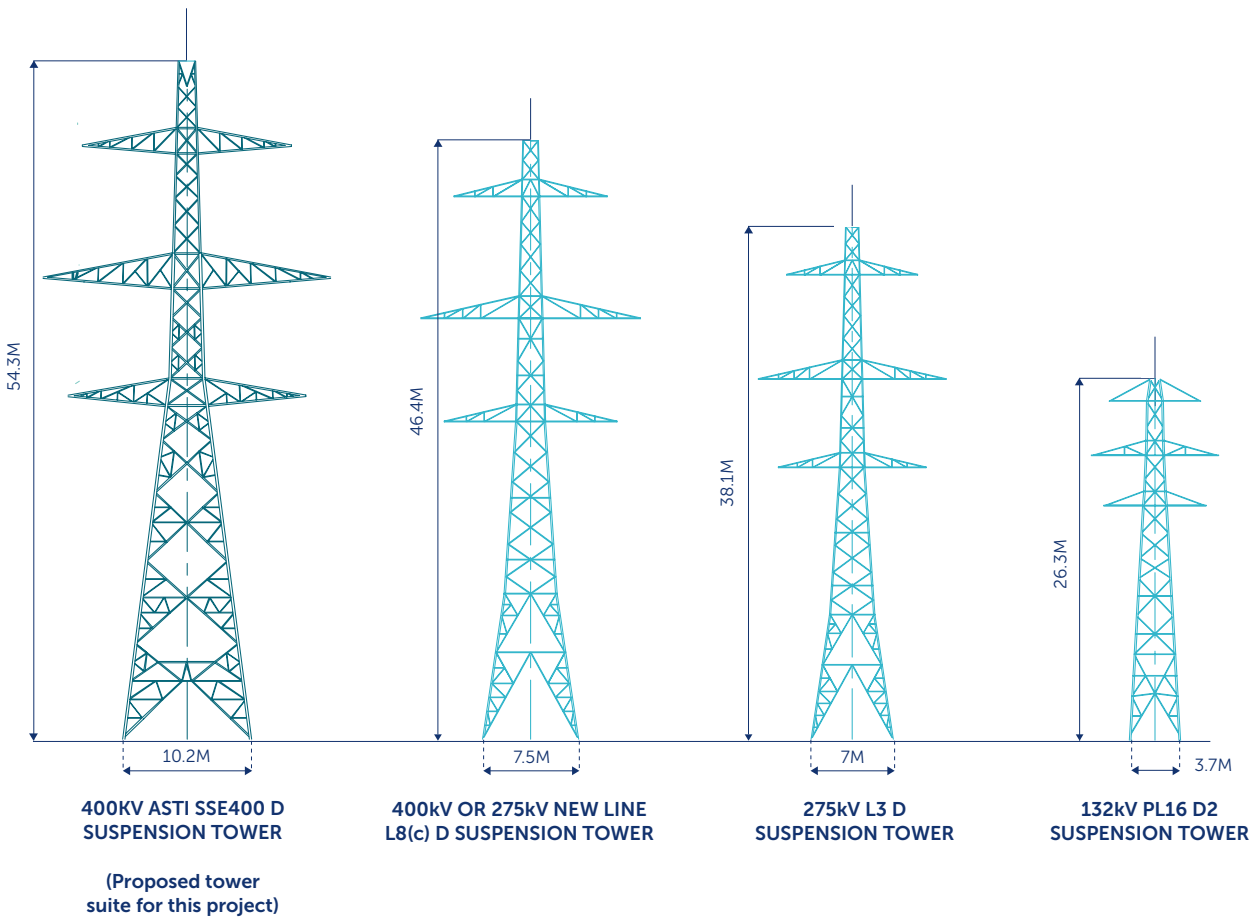 54.3M
46.4M
38.1M
26.3M
10.2M
7.5M
7M
3.7M
400KV ASTI SSE400 D
SUSPENSION TOWER
(Proposed tower
suite for this project)
400kV OR 275kV NEW LINE
L8(c) D SUSPENSION TOWER
275kV L3 D
SUSPENSION TOWER
132kV PL16 D2
SUSPENSION TOWER